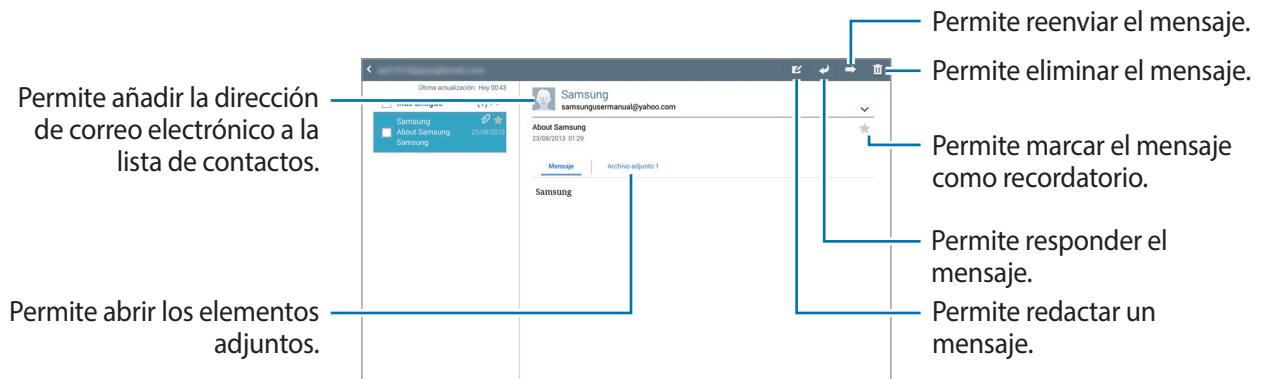 Permite reenviar el mensaje.
Permite eliminar el mensaje.
Permite añadir la dirección
de correo electrónico a la
lista de contactos.
Permite marcar el mensaje
como recordatorio.
Permite responder el
mensaje.
Permite abrir los elementos
adjuntos.
Permite redactar un
mensaje.
Última actualización: Hoy 00:43
Samsung
About Samsung 23/08/2013
Samsung
Samsung
samsungusermanual@yahoo.com
About Samsung
23/08/2013 01:29
Mensaje Archivo adjunto 1
Samsung